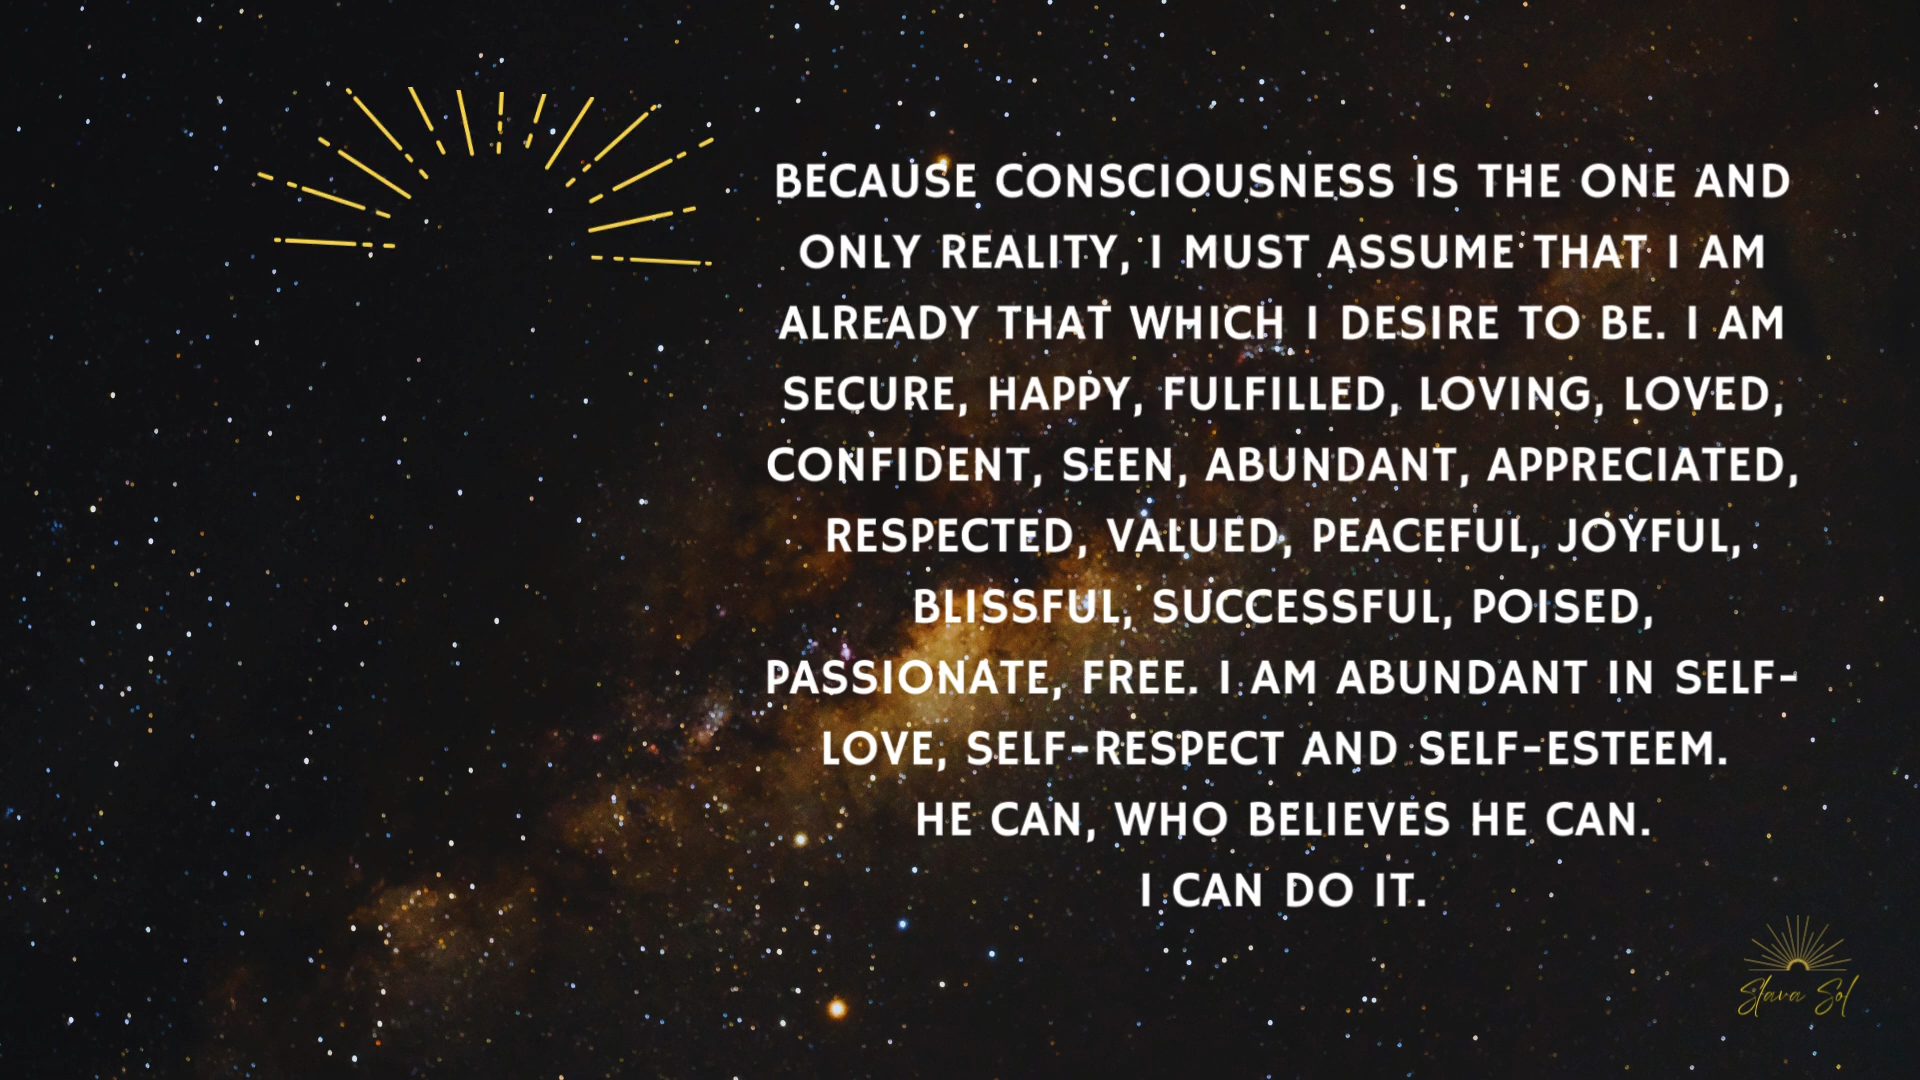 BECAUSE CONSCIOUSNESS IS THE ONE AND
ONLY REALITY, I MUST ASSUME THAT I AM
ALREADY THAT WHICH I DESIRE TO BE. I AM
SECURE, HAPPY, FULFILLED, LOVING, LOVED,
CONFIDENT, SEEN, ABUNDANT, APPRECIATED,
RESPECTED, VALUED, PEACEFUL, JOYFUL,
BLISSFUL, SUCCESSFUL, POISED,
PASSIONATE, FREE. I AM ABUNDANT IN SELF-
LOVE, SELF-RESPECT AND SELF-ESTEEM.
HE CAN, WHO BELIEVES HE CAN.
I CAN DO IT.
Slava Sol